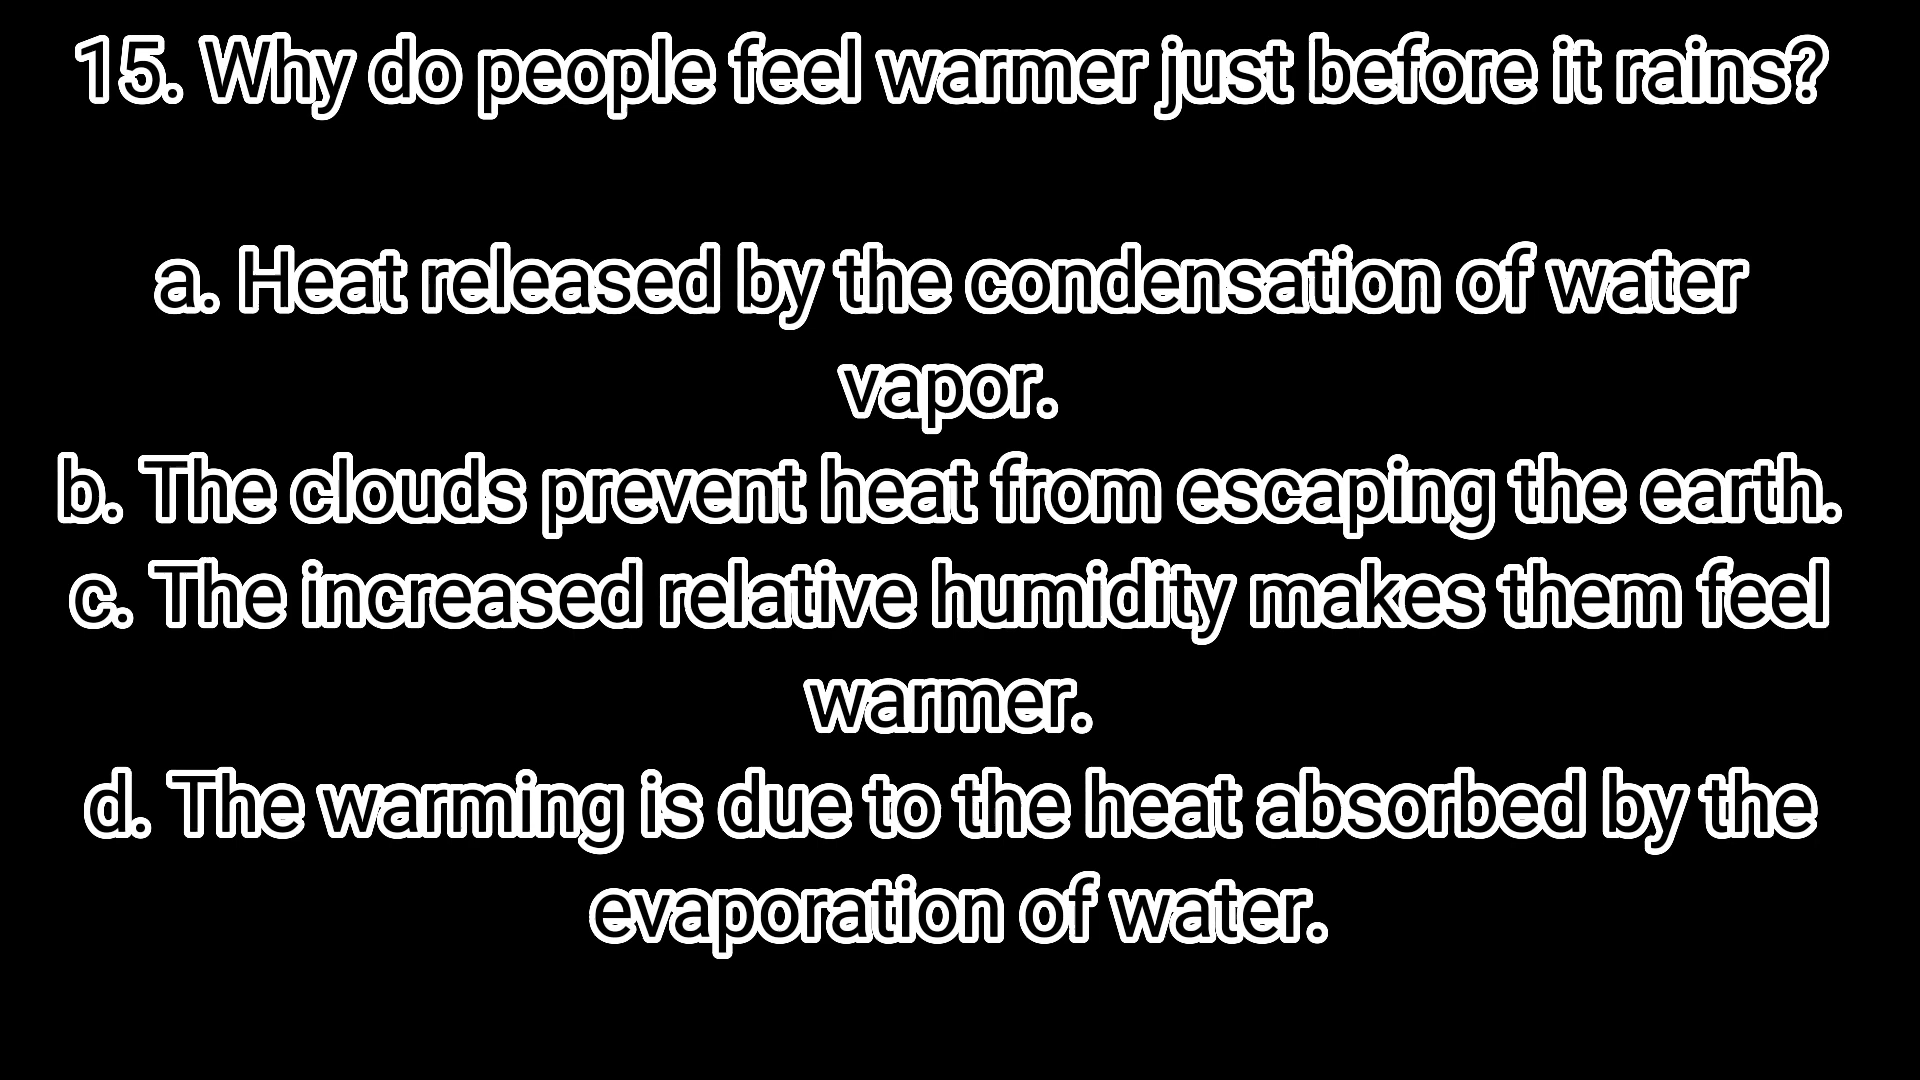 15. Why do people feel warmer just before it rains?
a. Heat released by the condensation of water
vapor.
b. The clouds prevent heat from escaping the earth.
c. The increased relative humidity makes them feel
warmer.
d. The warming is due to the heat absorbed by the
evaporation of water.